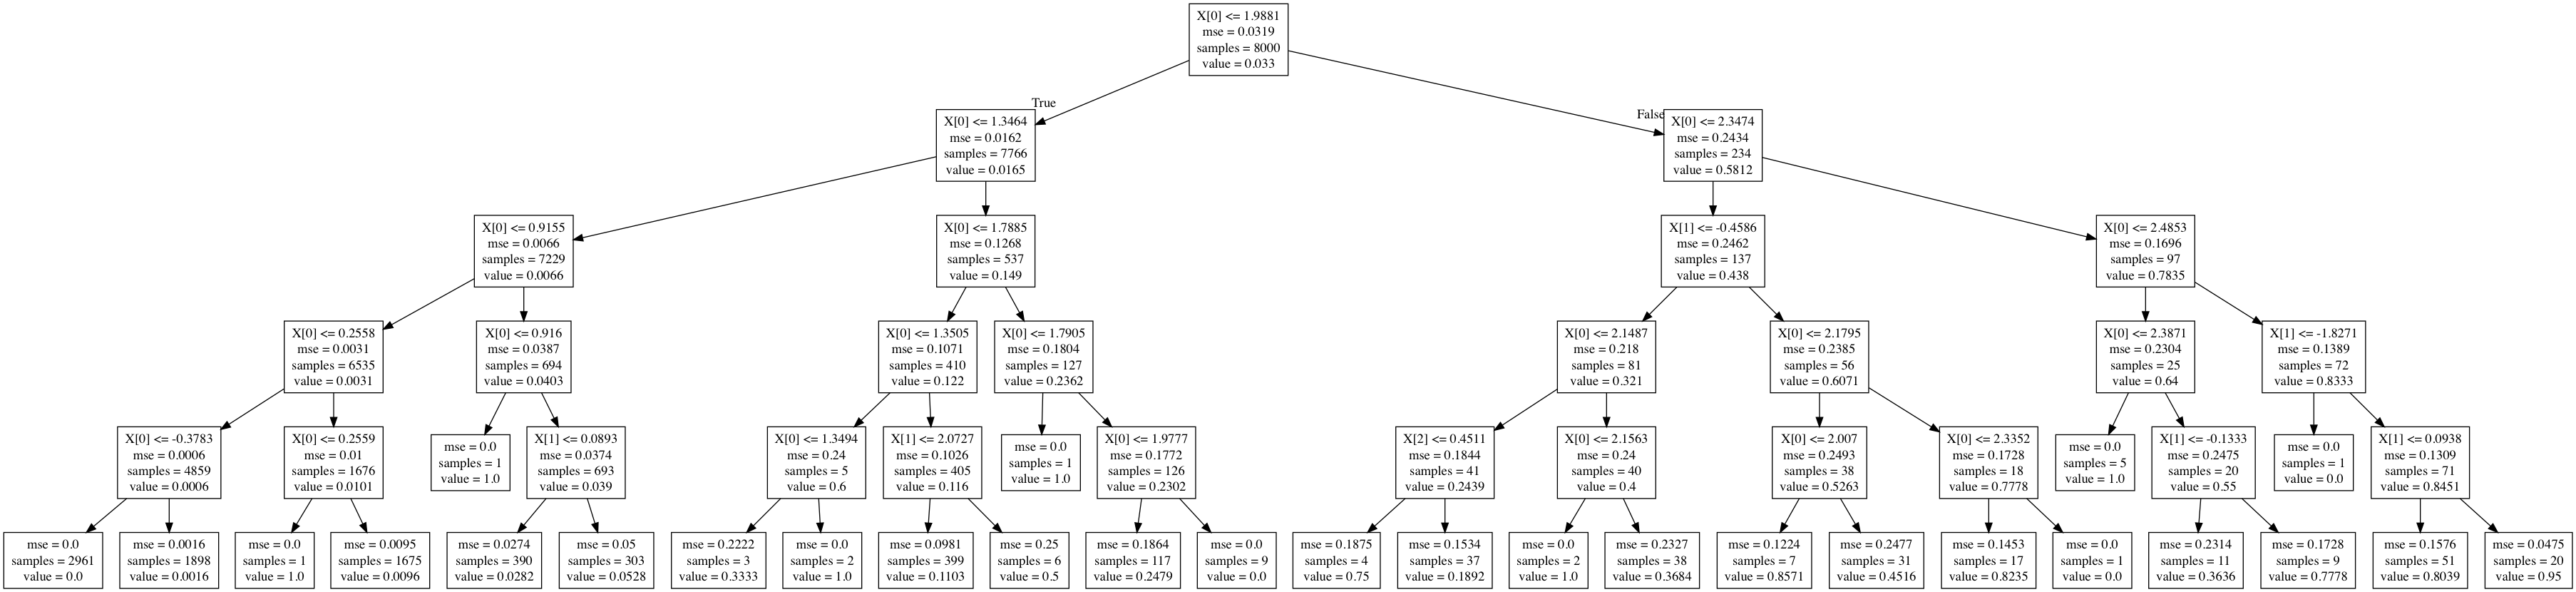 X[0] <= 1.9881
mse = 0.0319
samples = 8000
value = 0.033
True
False
X[0] <= 1.3464
mse = 0.0162
samples = 7766
value = 0.0165
X[0] <= 2.3474
mse = 0.2434
samples = 234
value = 0.5812
X[0] <= 0.9155
mse = 0.0066
samples = 7229
value = 0.0066
X[0] <= 1.7885
mse = 0.1268
samples = 537
value = 0.149
X[1] <= -0.4586
mse = 0.2462
samples = 137
value = 0.438
X[0] <= 2.4853
mse = 0.1696
samples = 97
value = 0.7835
X[0] <= 0.2558
mse = 0.0031
samples = 6535
value = 0.0031
X[0] <= 0.916
mse = 0.0387
samples = 694
value = 0.0403
X[0] <= 1.3505
mse = 0.1071
samples = 410
value = 0.122
X[0] <= 1.7905
mse = 0.1804
samples = 127
value = 0.2362
X[0] <= 2.1487
mse = 0.218
samples = 81
value = 0.321
X[0] <= 2.1795
mse = 0.2385
samples = 56
value = 0.6071
X[0] <= 2.3871
mse = 0.2304
samples = 25
value = 0.64
X[1] <= -1.8271
mse = 0.1389
samples = 72
value = 0.8333
X[0] <= -0.3783
mse = 0.0006
samples = 4859
value = 0.0006
X[0] <= 0.2559
mse = 0.01
samples = 1676
value = 0.0101
mse = 0.0
samples = 1
value = 1.0
X[1] <= 0.0893
mse = 0.0374
samples = 693
value = 0.039
X[0] <= 1.3494
mse = 0.24
samples = 5
value = 0.6
X[1] <= 2.0727
mse = 0.1026
samples = 405
value = 0.116
mse = 0.0
samples = 1
value = 1.0
X[0] <= 1.9777
mse = 0.1772
samples = 126
value = 0.2302
X[2] <= 0.4511
mse = 0.1844
samples = 41
value = 0.2439
X[0] <= 2.1563
mse = 0.24
samples = 40
value = 0.4
X[0] <= 2.007
mse = 0.2493
samples = 38
value = 0.5263
X[0] <= 2.3352
mse = 0.1728
samples = 18
value = 0.7778
mse = 0.0
samples = 5
value = 1.0
X[1] <= -0.1333
mse = 0.2475
samples = 20
value = 0.55
mse = 0.0
samples = 1
value = 0.0
X[1] <= 0.0938
mse = 0.1309
samples = 71
value = 0.8451
mse = 0.0
samples = 2961
value = 0.0
mse = 0.0016
samples = 1898
value = 0.0016
mse = 0.0
samples = 1
value = 1.0
mse = 0.0095
samples = 1675
value = 0.0096
mse = 0.0274
samples = 390
value = 0.0282
mse = 0.05
samples = 303
value = 0.0528
mse = 0.2222
samples = 3
value = 0.3333
mse = 0.0
samples = 2
value = 1.0
mse = 0.0981
samples = 399
value = 0.1103
mse = 0.25
samples = 6
value = 0.5
mse = 0.1864
samples = 117
value = 0.2479
mse = 0.0
samples = 9
value = 0.0
mse = 0.1875
samples = 4
value = 0.75
mse = 0.1534
samples = 37
value = 0.1892
mse = 0.0
samples = 2
value = 1.0
mse = 0.2327
samples = 38
value = 0.3684
mse = 0.1224
samples = 7
value = 0.8571
mse = 0.2477
samples = 31
value = 0.4516
mse = 0.1453
samples = 17
value = 0.8235
mse = 0.0
samples = 1
value = 0.0
mse = 0.2314
samples = 11
value = 0.3636
mse = 0.1728
samples = 9
value = 0.7778
mse = 0.1576
samples = 51
value = 0.8039
mse = 0.0475
samples = 20
value = 0.95